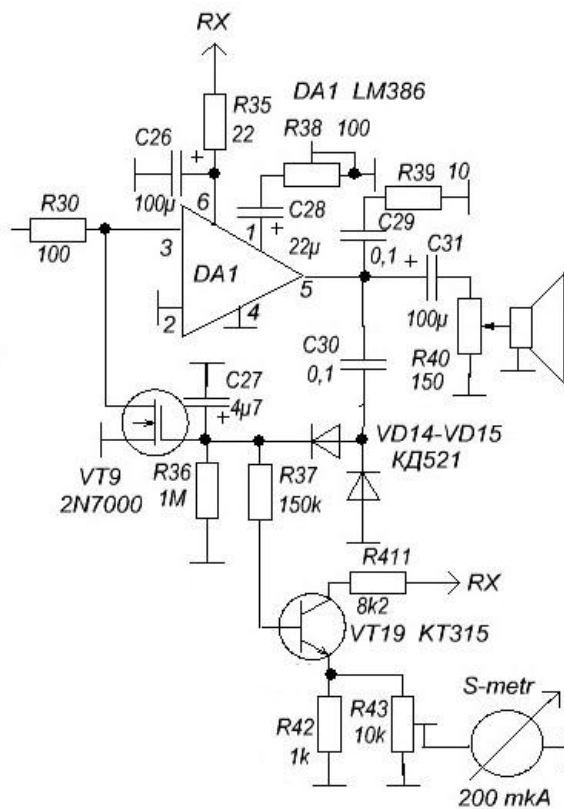 RX
DA1 LM386
R35
22
R38 100
C26
100µ
R39 10
6
1
C28
22µ
C29
0,1
R30
100
3
DA1
5
C31
100µ
2
4
C30
0,1
R40
150
C27
4µ7
VD14-VD15
КД521
VT9
2N7000
R36
1M
R37
150k
R411
8k2
RX
VT19 KT315
S-metr
R42
1k
R43
10k
200 mkA